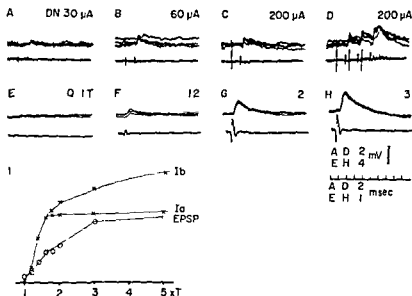 A DN 30 μA
B 60 μA
C 200 μA
D 200 μA
E Q 1T
F 12
G 2
H 3
A D 2
E H 4 mV
A D 2
E H 1 msec
I
Ib
Ia
EPSP
1 2 3 4 5 xT